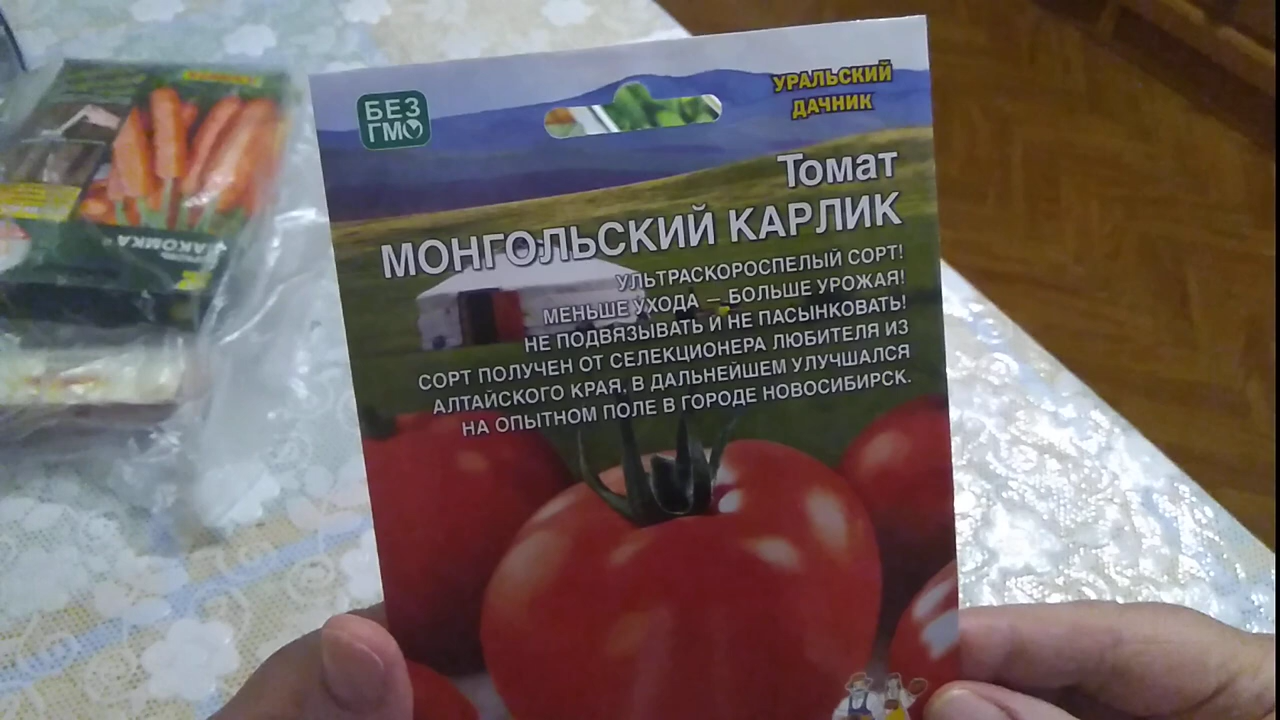 БЕЗ
ГМО
УРАЛЬСКИЙ
ДАЧНИК
Томат
МОНГОЛЬСКИЙ КАРЛИК
УЛЬТРАСКОРОСПЕЛЫЙ СОРТ!
МЕНЬШЕ УХОДА – БОЛЬШЕ УРОЖАЯ!
НЕ ПОДВЯЗЫВАТЬ И НЕ ПАСЫНКОВАТЬ!
СОРТ ПОЛУЧЕН ОТ СЕЛЕКЦИОНЕРА ЛЮБИТЕЛЯ ИЗ
АЛТАЙСКОГО КРАЯ. В ДАЛЬНЕЙШЕМ УЛУЧШАЛСЯ
НА ОПЫТНОМ ПОЛЕ В ГОРОДЕ НОВОСИБИРСК.